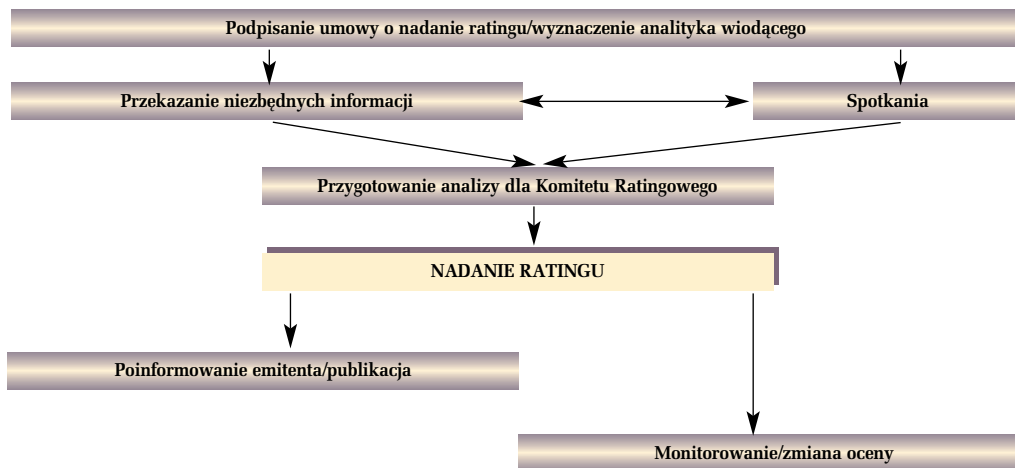 Podpisanie umowy o nadanie ratingu/wyznaczenie analityka wiodącego
Przekazanie niezbędnych informacji
Spotkania
Przygotowanie analizy dla Komitetu Ratingowego
NADANIE RATINGU
Poinformowanie emitenta/publikacja
Monitorowanie/zmiana oceny